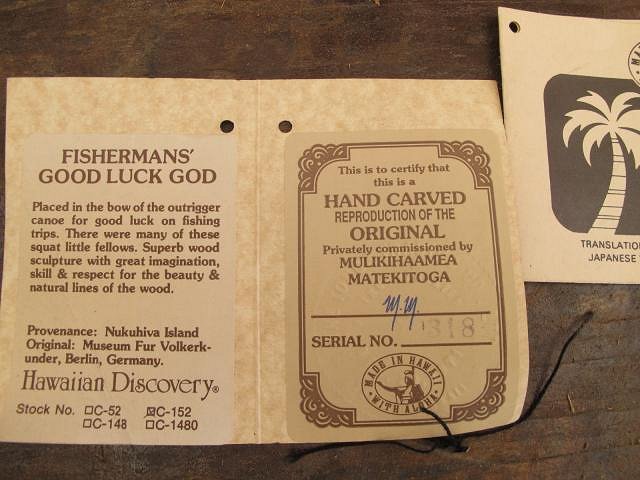 FISHERMANS'
GOOD LUCK GOD
Placed in the bow of the outrigger
canoe for good luck on fishing
trips. There were many of these
squat little fellows. Superb wood
sculpture with great imagination,
skill & respect for the beauty &
natural lines of the wood.
Provenance: Nukuhiva Island
Original: Museum Fur Volkerk-
under, Berlin, Germany.
Hawaiian Discovery®
Stock No. ☐C-52 ☒C-152
☐C-148 ☐C-1480
This is to certify that
this is a
HAND CARVED
REPRODUCTION OF THE
ORIGINAL
Privately commissioned by
MULIKIHAAMEA
MATEKITOGA
M.M.
SERIAL NO. 318
MADE IN HAWAII
WITH ALOHA
TRANSLATION
JAPANESE